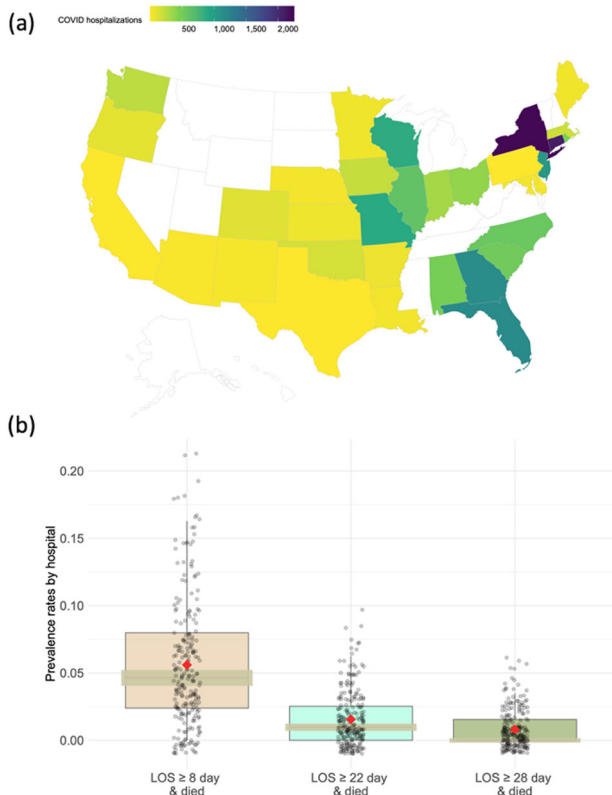 (a)
COVID hospitalizations
500 1,000 1,500 2,000
(b)
Prevalence rates by hospital
0.20
0.15
0.10
0.05
0.00
LOS ≥ 8 day
& died
LOS ≥ 22 day
& died
LOS ≥ 28 day
& died